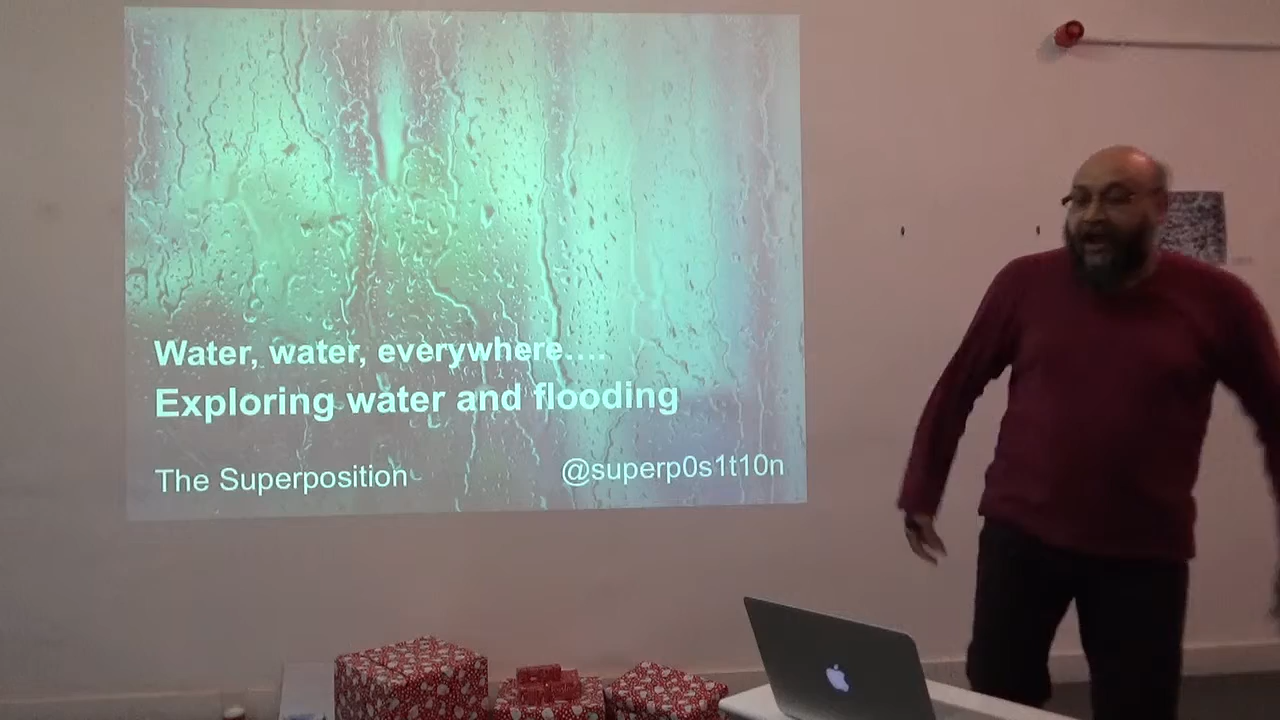 Water, water, everywhere....
Exploring water and flooding
The Superposition
@superp0s1t10n